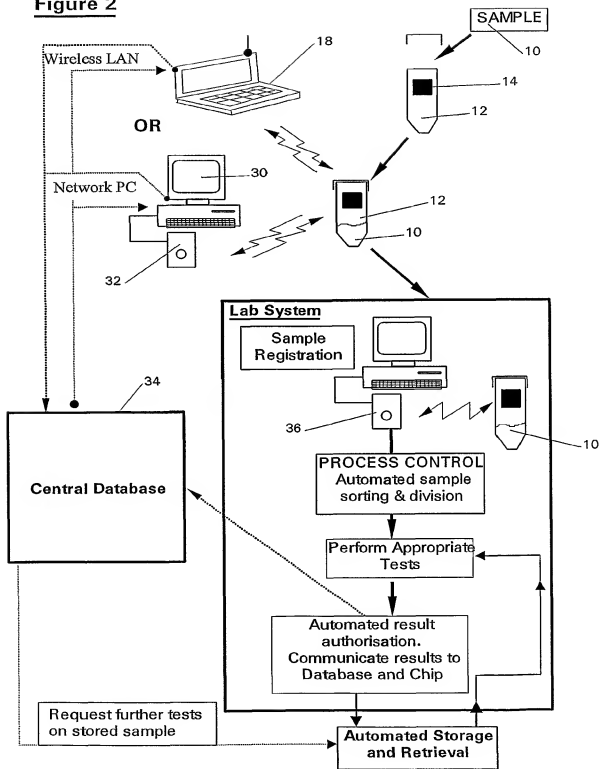 Figure 2
SAMPLE
10
Wireless LAN
18
14
12
OR
Network PC
30
12
10
32
Lab System
Sample
Registration
34
36
10
Central Database
PROCESS CONTROL
Automated sample
sorting & division
Perform Appropriate
Tests
Automated result
authorisation.
Communicate results to
Database and Chip
Request further tests
on stored sample
Automated Storage
and Retrieval